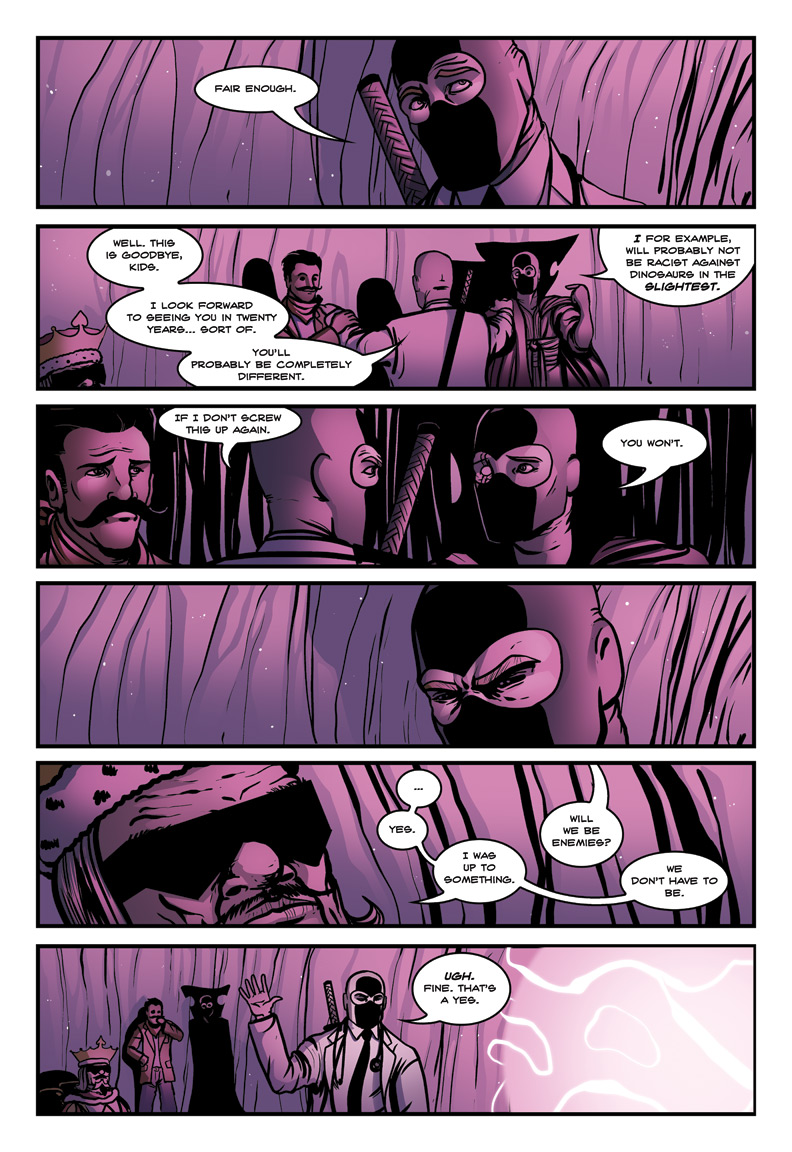 FAIR ENOUGH.
WELL. THIS
IS GOODBYE,
KIDS.
I LOOK FORWARD
TO SEEING YOU IN TWENTY
YEARS... SORT OF.
YOU'LL
PROBABLY BE COMPLETELY
DIFFERENT.
I FOR EXAMPLE,
WILL PROBABLY NOT
BE RACIST AGAINST
DINOSAURS IN THE
SLIGHTEST.
IF I DON'T SCREW
THIS UP AGAIN.
YOU WON'T.
WILL
WE BE
ENEMIES?
...
YES.
I WAS
UP TO
SOMETHING.
WE
DON'T HAVE TO
BE.
UGH.
FINE. THAT'S
A YES.